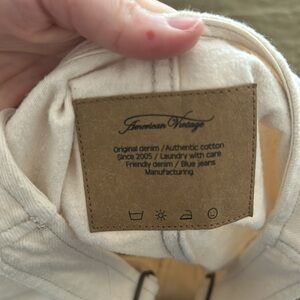 American Vintage
Original denim / Authentic cotton
Since 2005 / Laundry with care
Friendly denim / Blue jeans
Manufacturing